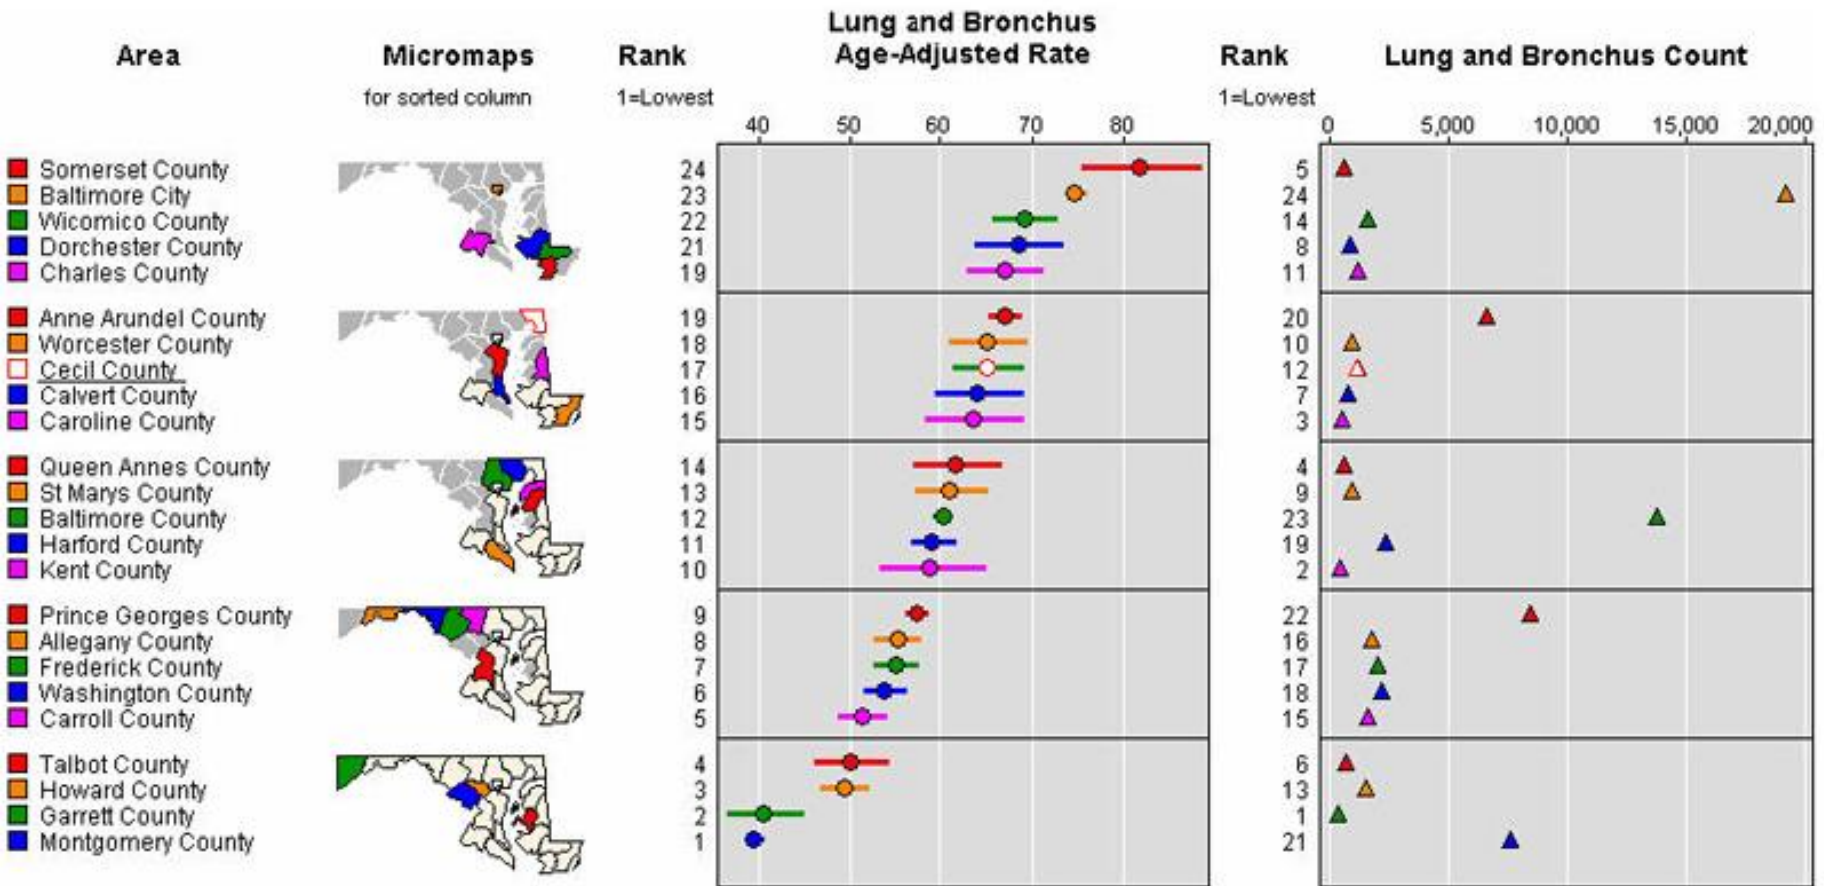 Area
Micromaps
for sorted column
Rank
1=Lowest
Lung and Bronchus
Age-Adjusted Rate
Rank
1=Lowest
Lung and Bronchus Count
40 50 60 70 80
0 5,000 10,000 15,000 20,000
Somerset County 24 5
Baltimore City 23 24
Wicomico County 22 14
Dorchester County 21 8
Charles County 19 11
Anne Arundel County 19 20
Worcester County 18 10
Cecil County 17 12
Calvert County 16 7
Caroline County 15 3
Queen Annes County 14 4
St Marys County 13 9
Baltimore County 12 23
Harford County 11 19
Kent County 10 2
Prince Georges County 9 22
Allegany County 8 16
Frederick County 7 17
Washington County 6 18
Carroll County 5 15
Talbot County 4 6
Howard County 3 13
Garrett County 2 1
Montgomery County 1 21